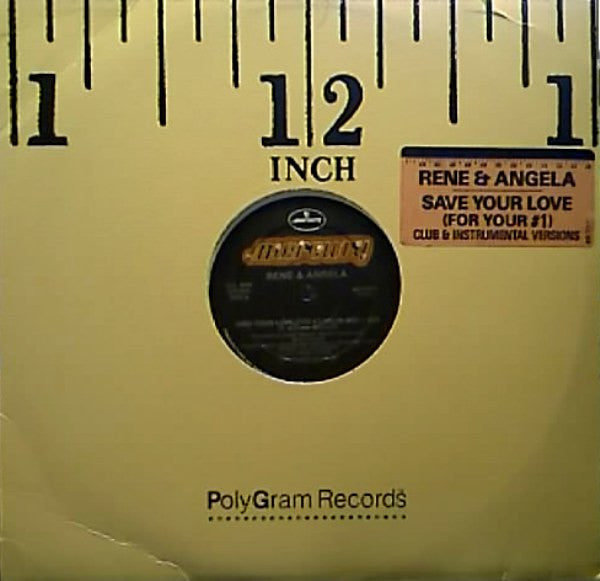 1 12 1
INCH
RENE & ANGELA
SAVE YOUR LOVE
(FOR YOUR #1)
CLUB & INSTRUMENTAL VERSIONS
mercury
RENE & ANGELA
PolyGram Records